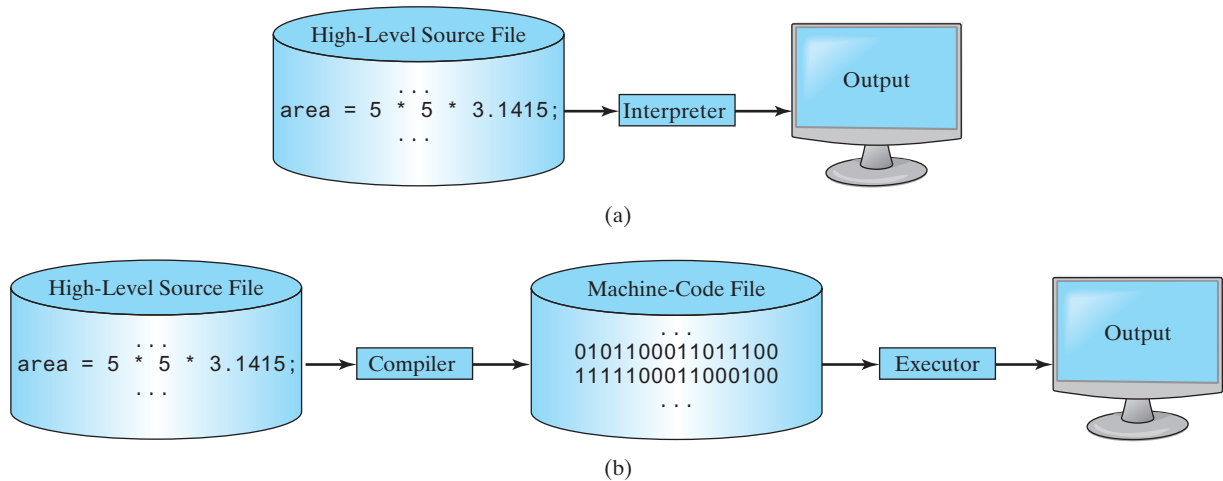 High-Level Source File
...
area = 5 * 5 * 3.1415;
...
Interpreter
Output
(a)
High-Level Source File
...
area = 5 * 5 * 3.1415;
...
Compiler
Machine-Code File
...
0101100011011100
1111100011000100
...
Executor
Output
(b)